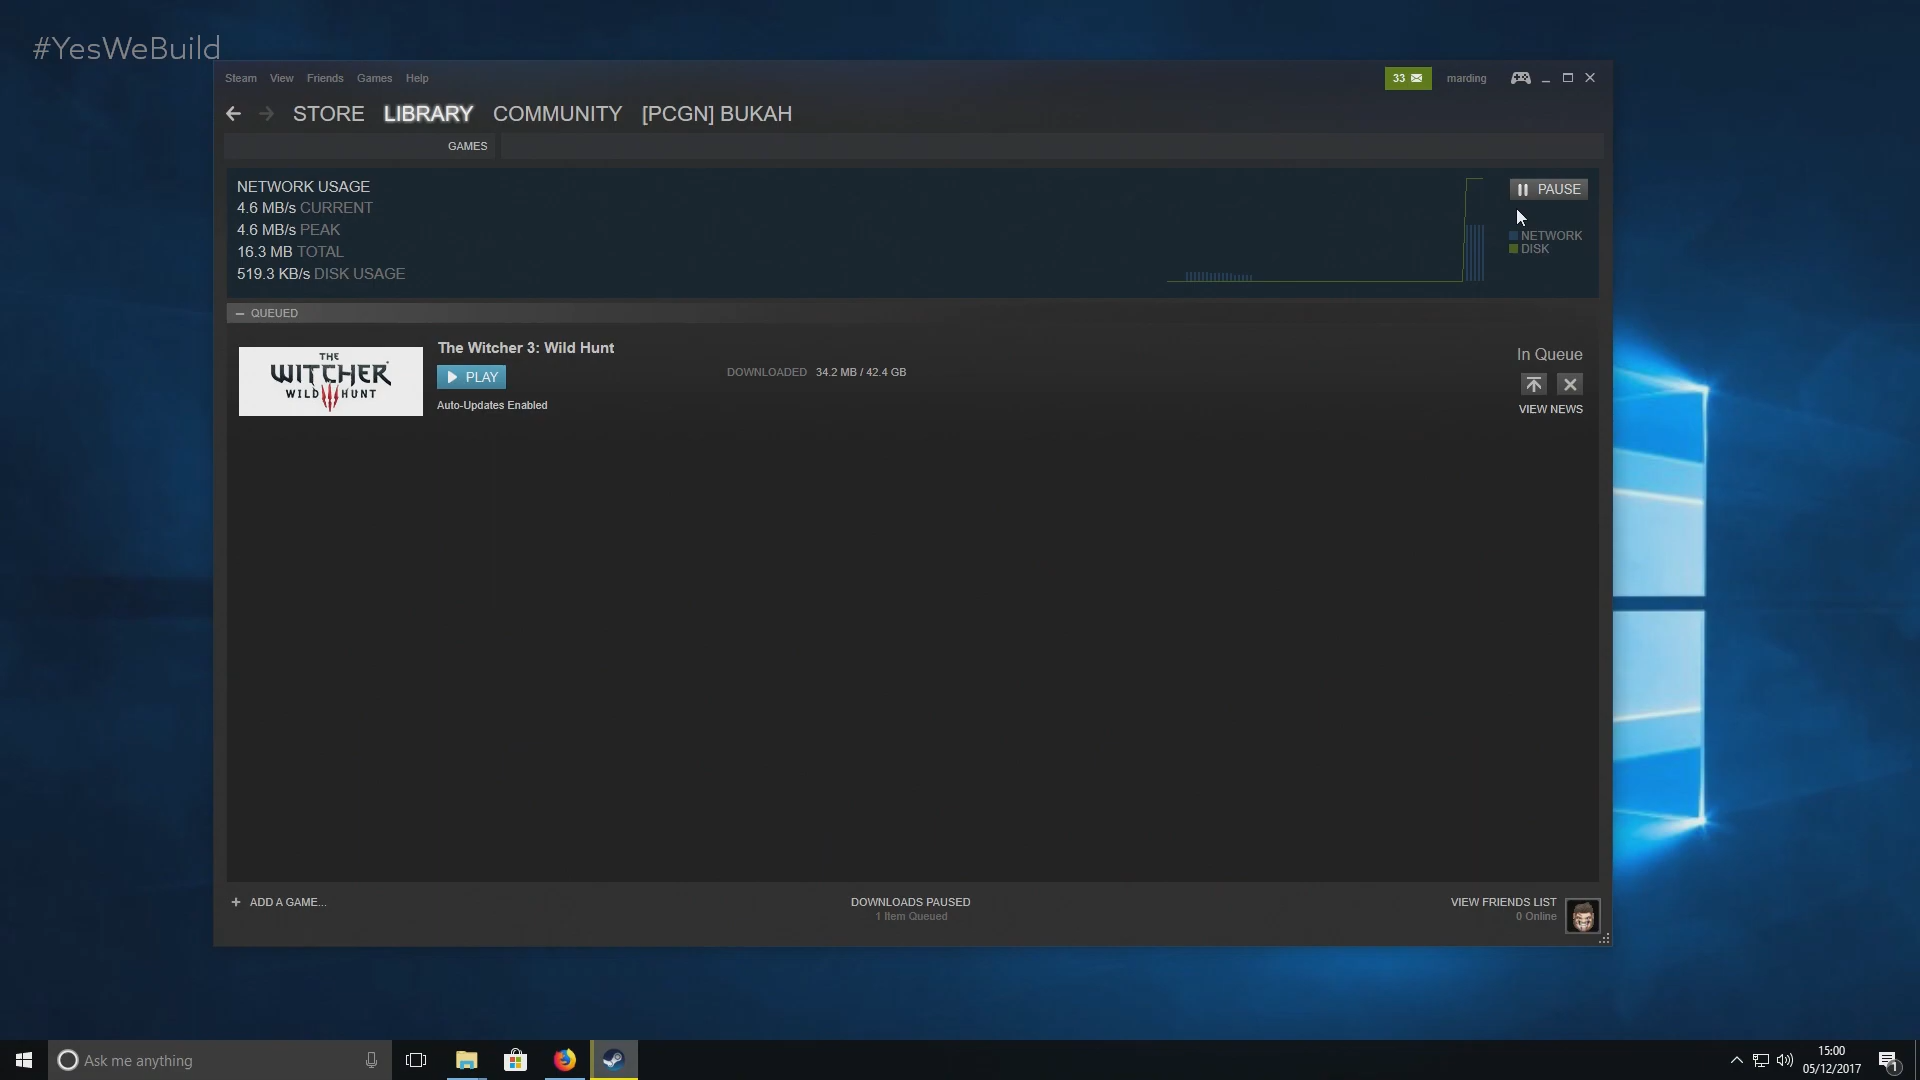 #YesWeBuild
Steam View Friends Games Help
33 marding
STORE LIBRARY COMMUNITY [PCGN] BUKAH
GAMES
NETWORK USAGE
4.6 MB/s CURRENT
4.6 MB/s PEAK
16.3 MB TOTAL
519.3 KB/s DISK USAGE
PAUSE
NETWORK
DISK
QUEUED
THE
WITCHER
WILD HUNT
The Witcher 3: Wild Hunt
PLAY
Auto-Updates Enabled
DOWNLOADED 34.2 MB / 42.4 GB
In Queue
VIEW NEWS
+ ADD A GAME...
DOWNLOADS PAUSED
1 Item Queued
VIEW FRIENDS LIST
0 Online
Ask me anything
15:00
05/12/2017
1